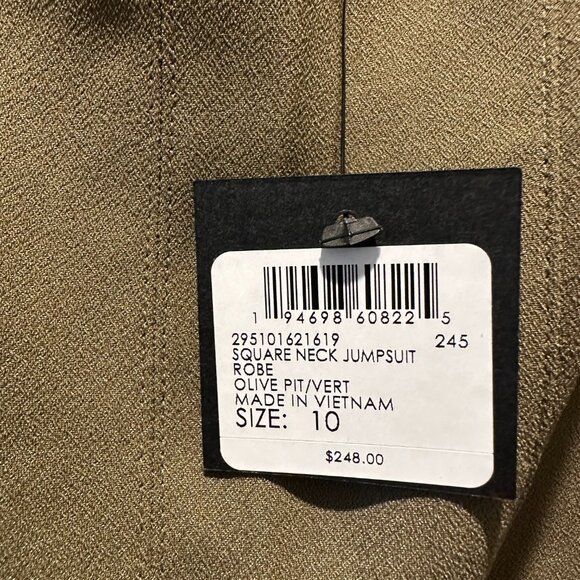 1 94698 60822 5
295101621619 245
SQUARE NECK JUMPSUIT
ROBE
OLIVE PIT/VERT
MADE IN VIETNAM
SIZE: 10
$248.00